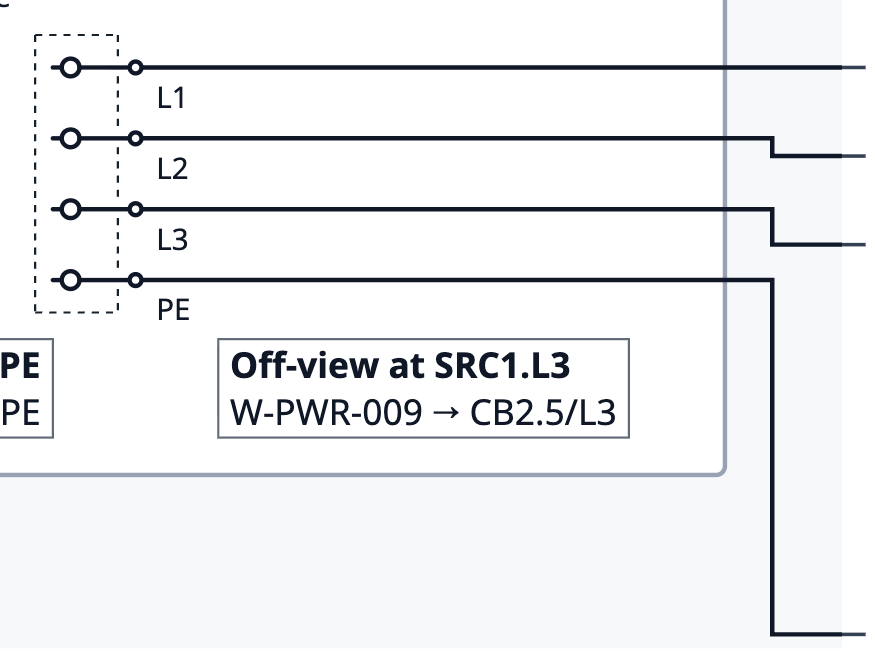 L1
L2
L3
PE
PE
PE
Off-view at SRC1.L3
W-PWR-009 → CB2.5/L3